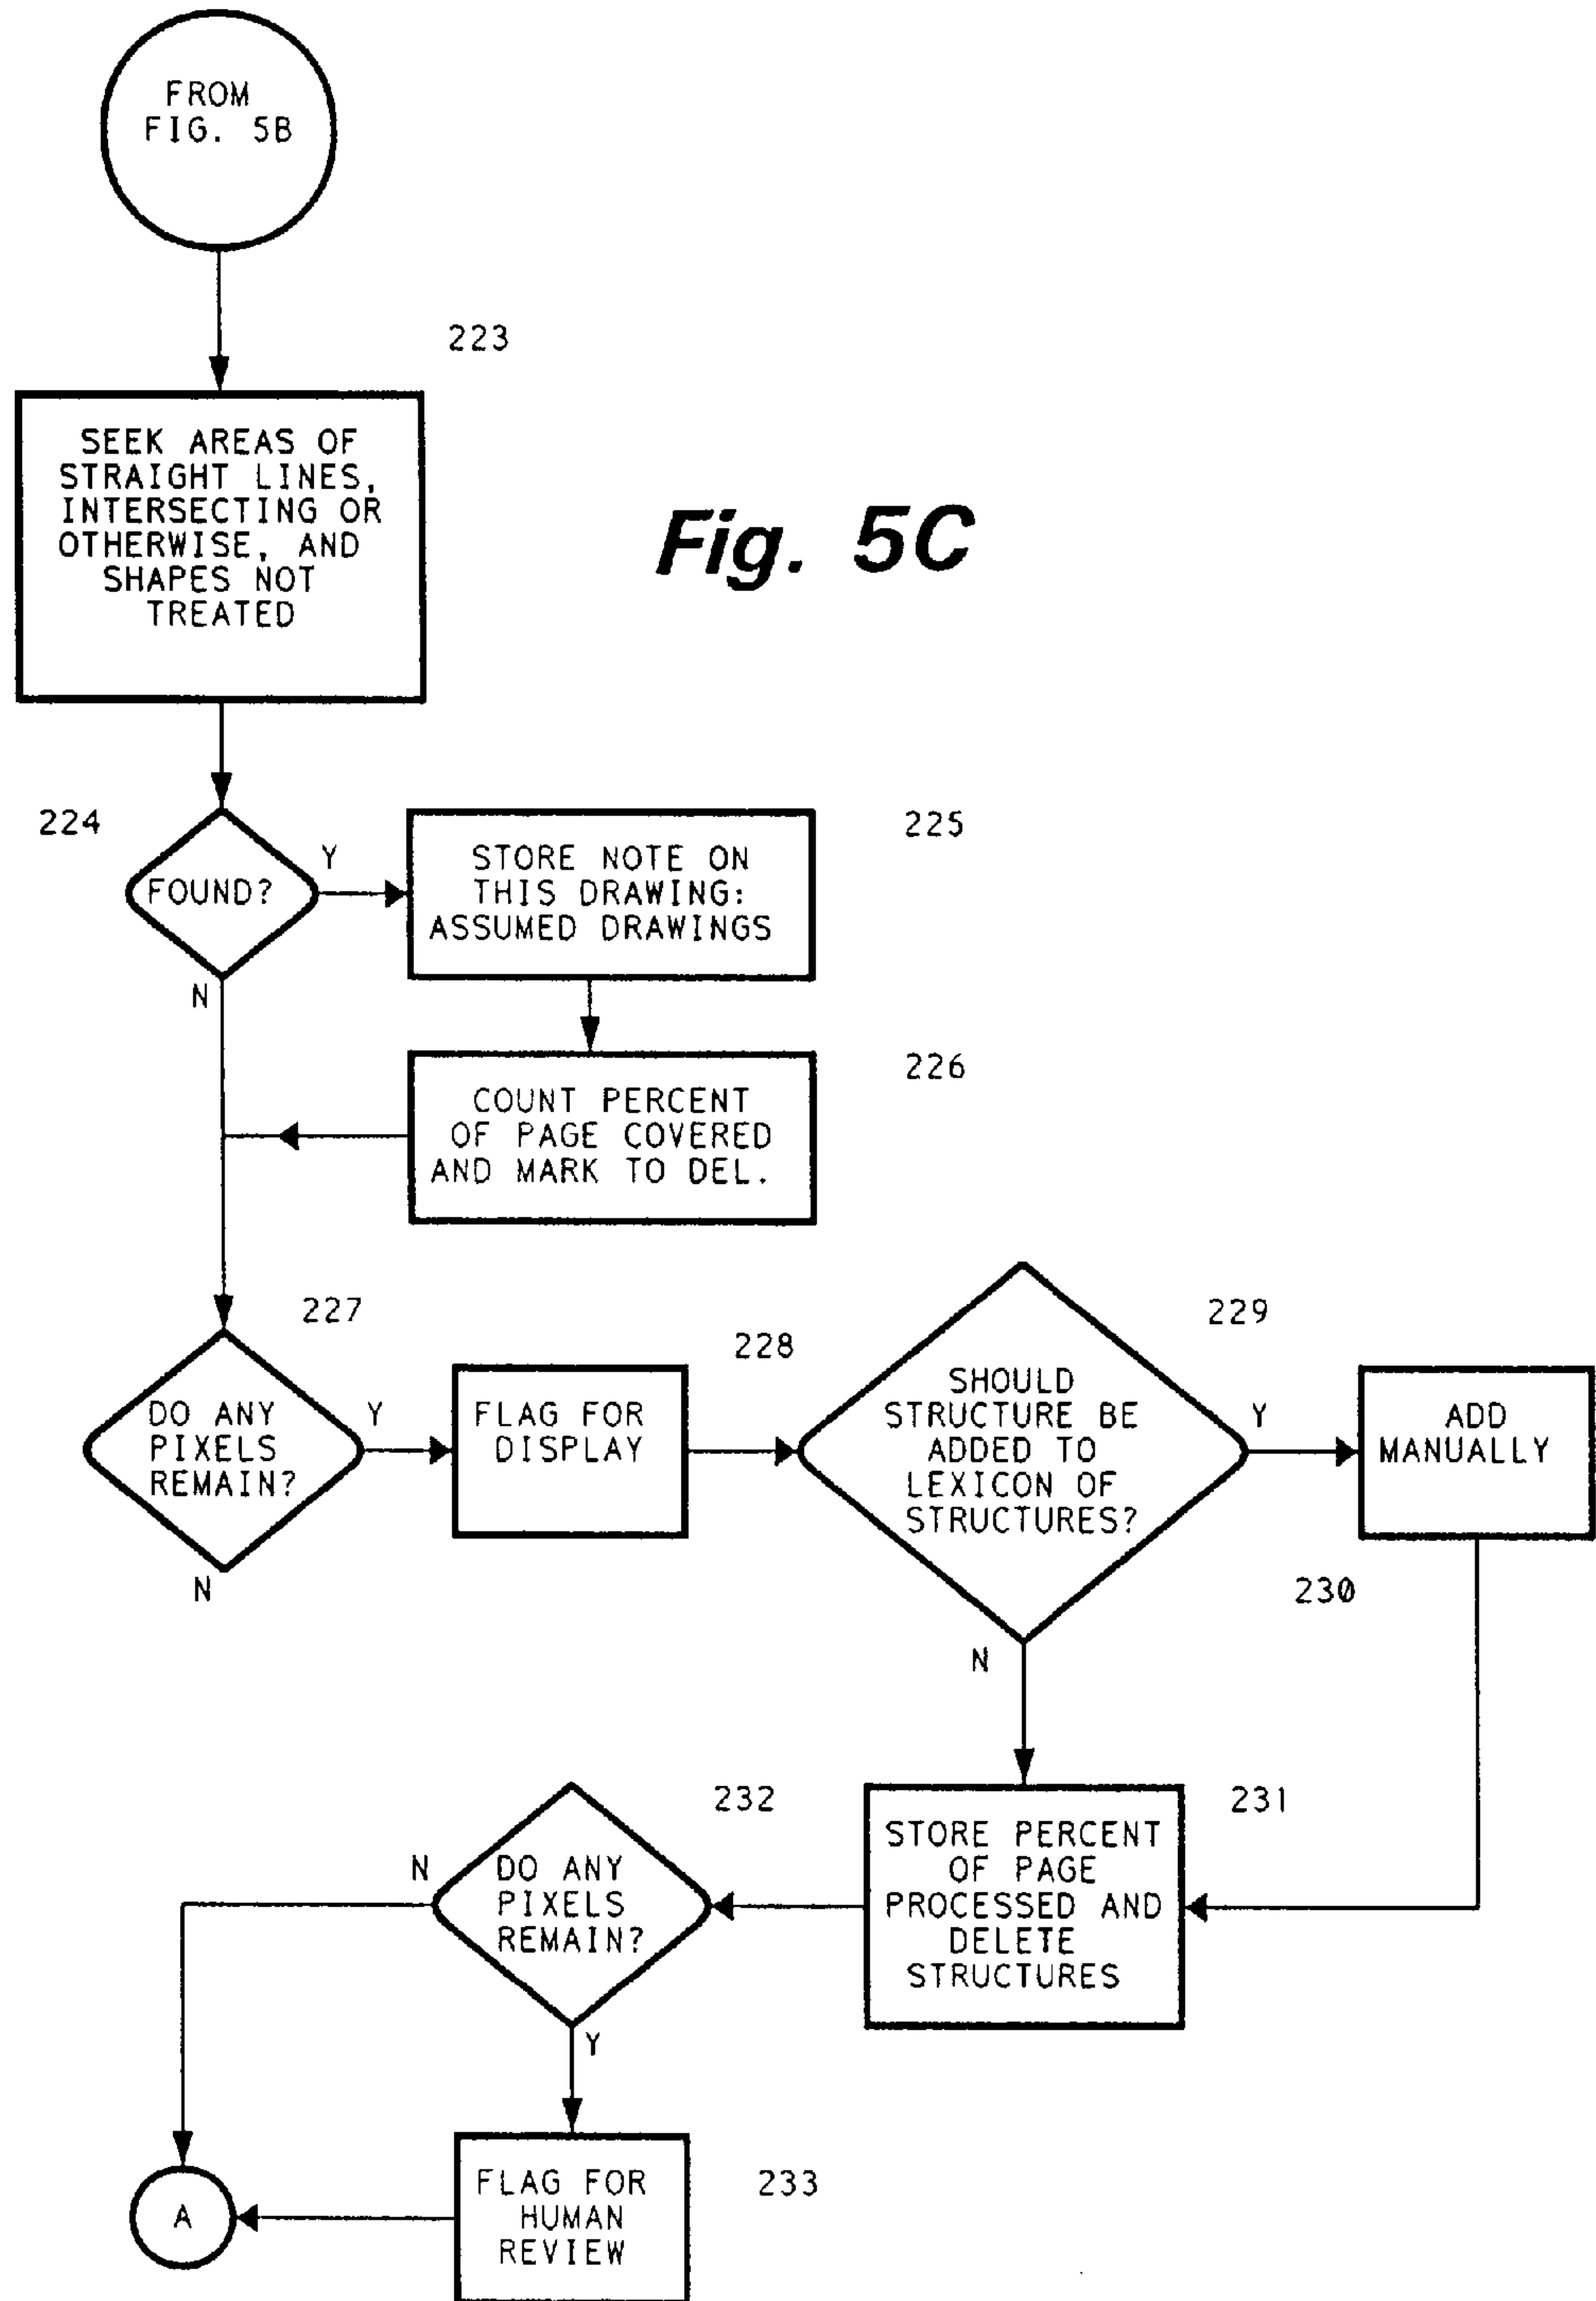 FROM
FIG. 5B
223
SEEK AREAS OF
STRAIGHT LINES,
INTERSECTING OR
OTHERWISE, AND
SHAPES NOT
TREATED
Fig. 5C
224
FOUND?
Y
N
225
STORE NOTE ON
THIS DRAWING:
ASSUMED DRAWINGS
226
COUNT PERCENT
OF PAGE COVERED
AND MARK TO DEL.
227
DO ANY
PIXELS
REMAIN?
Y
N
228
FLAG FOR
DISPLAY
229
SHOULD
STRUCTURE BE
ADDED TO
LEXICON OF
STRUCTURES?
Y
N
ADD
MANUALLY
230
231
STORE PERCENT
OF PAGE
PROCESSED AND
DELETE
STRUCTURES
232
DO ANY
PIXELS
REMAIN?
N
Y
233
FLAG FOR
HUMAN
REVIEW
A